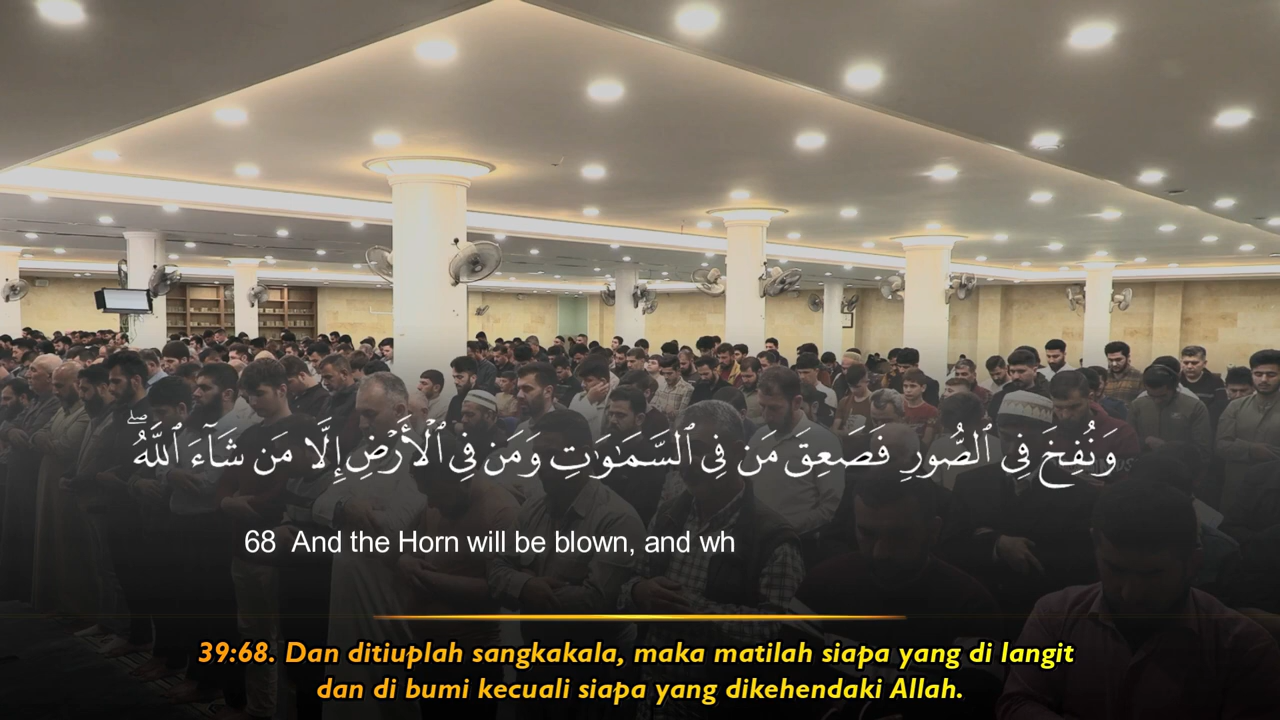 وَنُفِخَ فِي ٱلصُّورِ فَصَعِقَ مَن فِي ٱلسَّمَٰوَٰتِ وَمَن فِي ٱلْأَرْضِ إِلَّا مَن شَآءَ ٱللَّهُۖ
68 And the Horn will be blown, and wh
39:68. Dan ditiuplah sangkakala, maka matilah siapa yang di langit
dan di bumi kecuali siapa yang dikehendaki Allah.